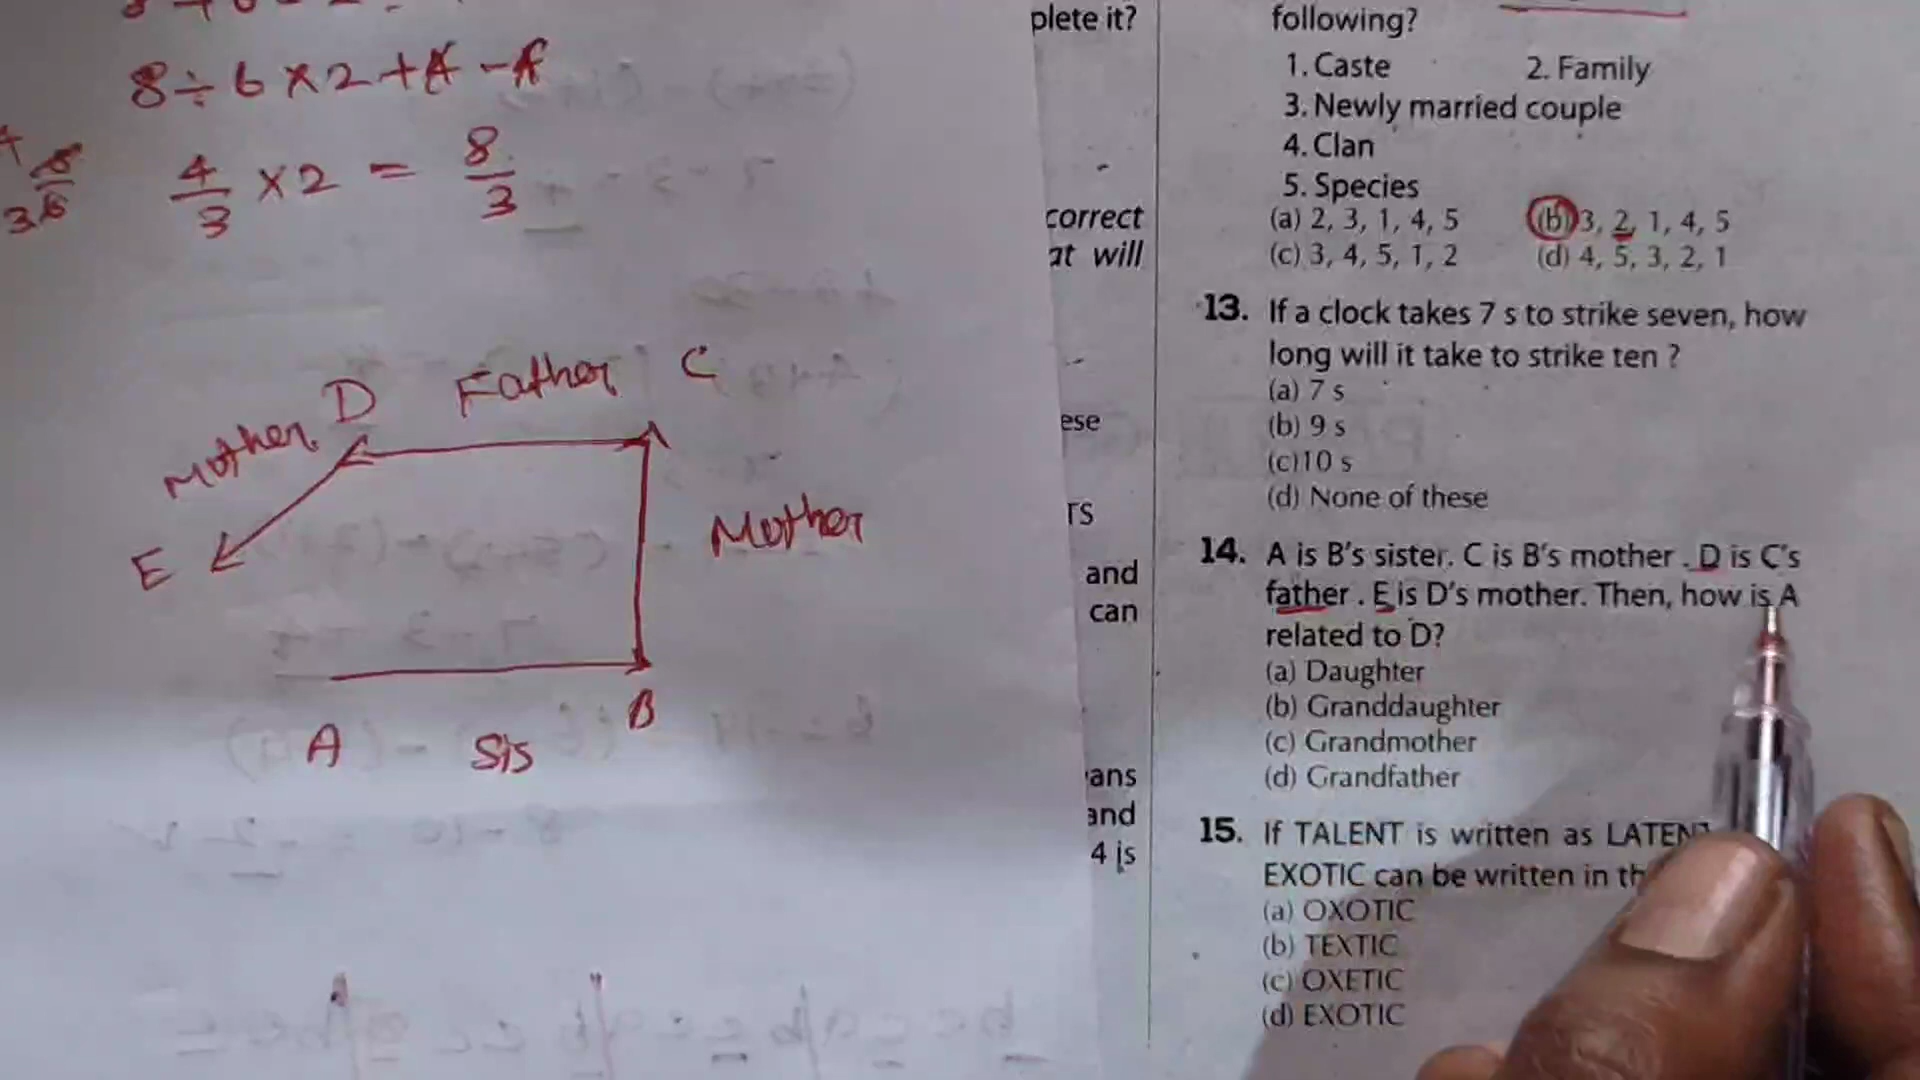 8 ÷ 6 × 2 + 4 - 4
4/3 × 2 = 8/3
D Father C
Mother
E
Mother
A Sis B
plete it?
correct
at will
ese
TS
and
can
ans
and
4 is
following?
1. Caste 2. Family
3. Newly married couple
4. Clan
5. Species
(a) 2, 3, 1, 4, 5 (b) 3, 2, 1, 4, 5
(c) 3, 4, 5, 1, 2 (d) 4, 5, 3, 2, 1
13. If a clock takes 7 s to strike seven, how
long will it take to strike ten ?
(a) 7 s
(b) 9 s
(c) 10 s
(d) None of these
14. A is B's sister. C is B's mother . D is C's
father . E is D's mother. Then, how is A
related to D?
(a) Daughter
(b) Granddaughter
(c) Grandmother
(d) Grandfather
15. If TALENT is written as LATENT
EXOTIC can be written in th
(a) OXOTIC
(b) TEXTIC
(c) OXETIC
(d) EXOTIC